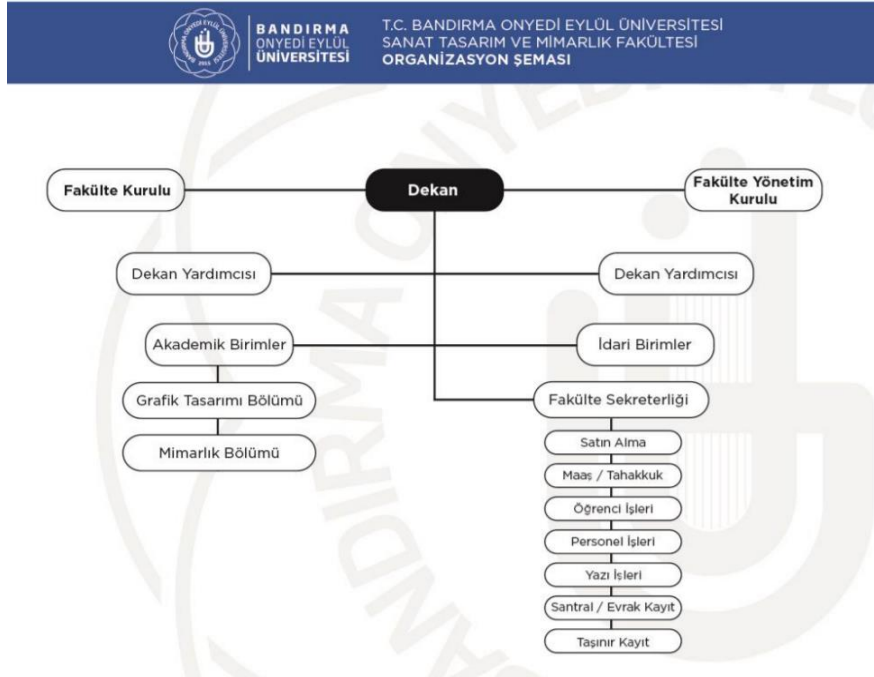 BANDIRMA
ONYEDİ EYLÜL
ÜNİVERSİTESİ
T.C. BANDIRMA ONYEDİ EYLÜL ÜNİVERSİTESİ
SANAT TASARIM VE MİMARLIK FAKÜLTESİ
ORGANİZASYON ŞEMASI
Fakülte Kurulu
Dekan
Fakülte Yönetim
Kurulu
Dekan Yardımcısı
Dekan Yardımcısı
Akademik Birimler
İdari Birimler
Grafik Tasarımı Bölümü
Fakülte Sekreterliği
Mimarlık Bölümü
Satın Alma
Maaş / Tahakkuk
Öğrenci İşleri
Personel İşleri
Yazı İşleri
Santral / Evrak Kayıt
Taşınır Kayıt